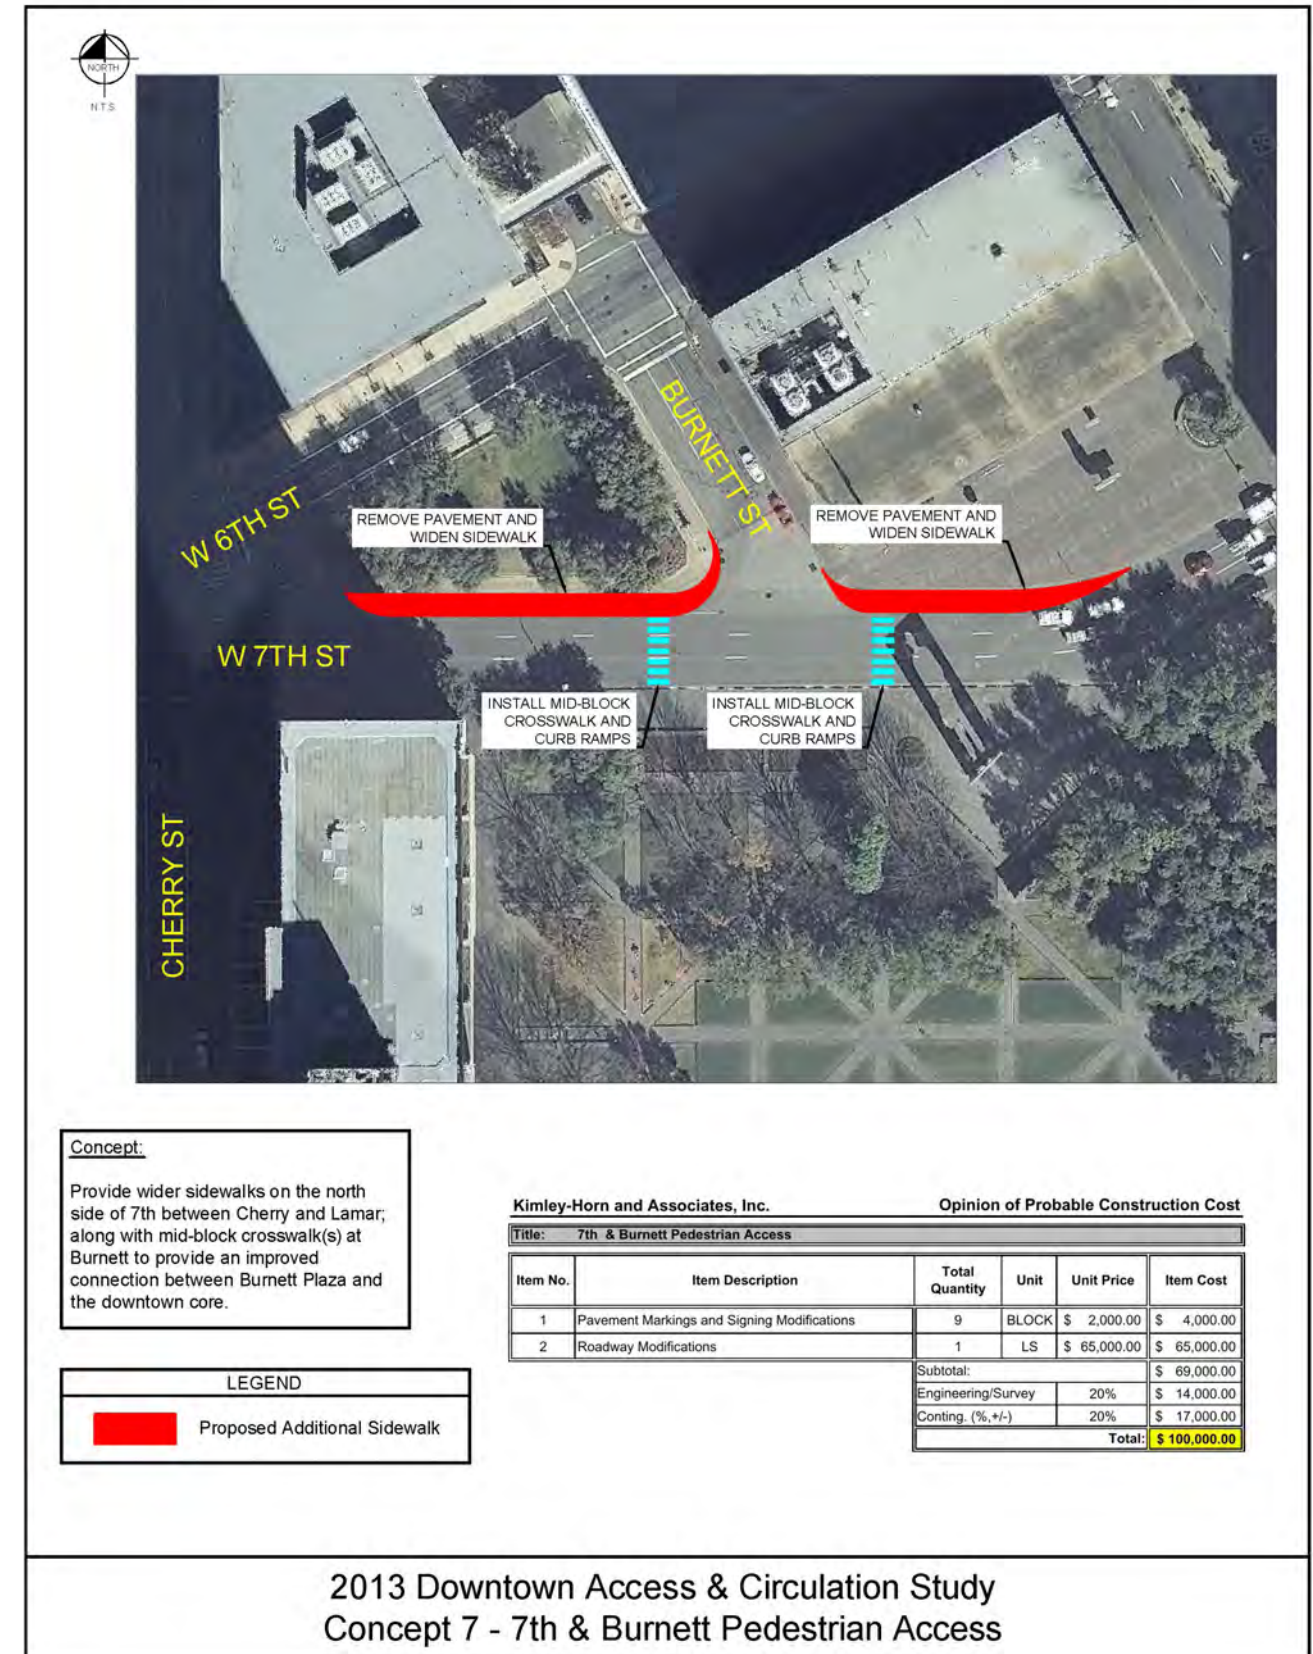 NORTH
N.T.S
BURNETT ST
W 6TH ST
REMOVE PAVEMENT AND
WIDEN SIDEWALK
REMOVE PAVEMENT AND
WIDEN SIDEWALK
W 7TH ST
INSTALL MID-BLOCK
CROSSWALK AND
CURB RAMPS
INSTALL MID-BLOCK
CROSSWALK AND
CURB RAMPS
CHERRY ST
Concept:
Provide wider sidewalks on the north
side of 7th between Cherry and Lamar;
along with mid-block crosswalk(s) at
Burnett to provide an improved
connection between Burnett Plaza and
the downtown core.
LEGEND
Proposed Additional Sidewalk
Kimley-Horn and Associates, Inc. Opinion of Probable Construction Cost
Title: 7th & Burnett Pedestrian Access
Item No. Item Description Total Quantity Unit Unit Price Item Cost
1 Pavement Markings and Signing Modifications 9 BLOCK $ 2,000.00 $ 4,000.00
2 Roadway Modifications 1 LS $ 65,000.00 $ 65,000.00
Subtotal: $ 69,000.00
Engineering/Survey 20% $ 14,000.00
Conting. (%,+/-) 20% $ 17,000.00
Total: $ 100,000.00
2013 Downtown Access & Circulation Study
Concept 7 - 7th & Burnett Pedestrian Access